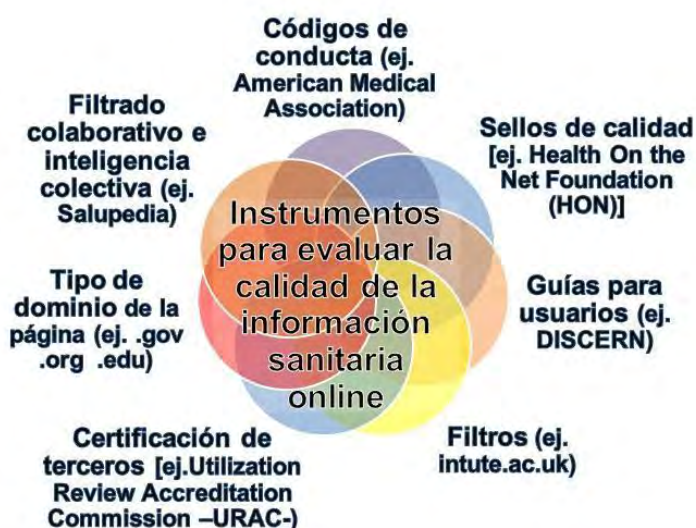 Códigos de
conducta (ej.
American Medical
Association)
Sellos de calidad
[ej. Health On the
Net Foundation
(HON)]
Guías para
usuarios (ej.
DISCERN)
Filtros (ej.
intute.ac.uk)
Certificación de
terceros [ej.Utilization
Review Accreditation
Commission –URAC-)
Tipo de
dominio de la
página (ej. .gov
.org .edu)
Filtrado
colaborativo e
inteligencia
colectiva (ej.
Salupedia)
Instrumentos
para evaluar la
calidad de la
información
sanitaria
online